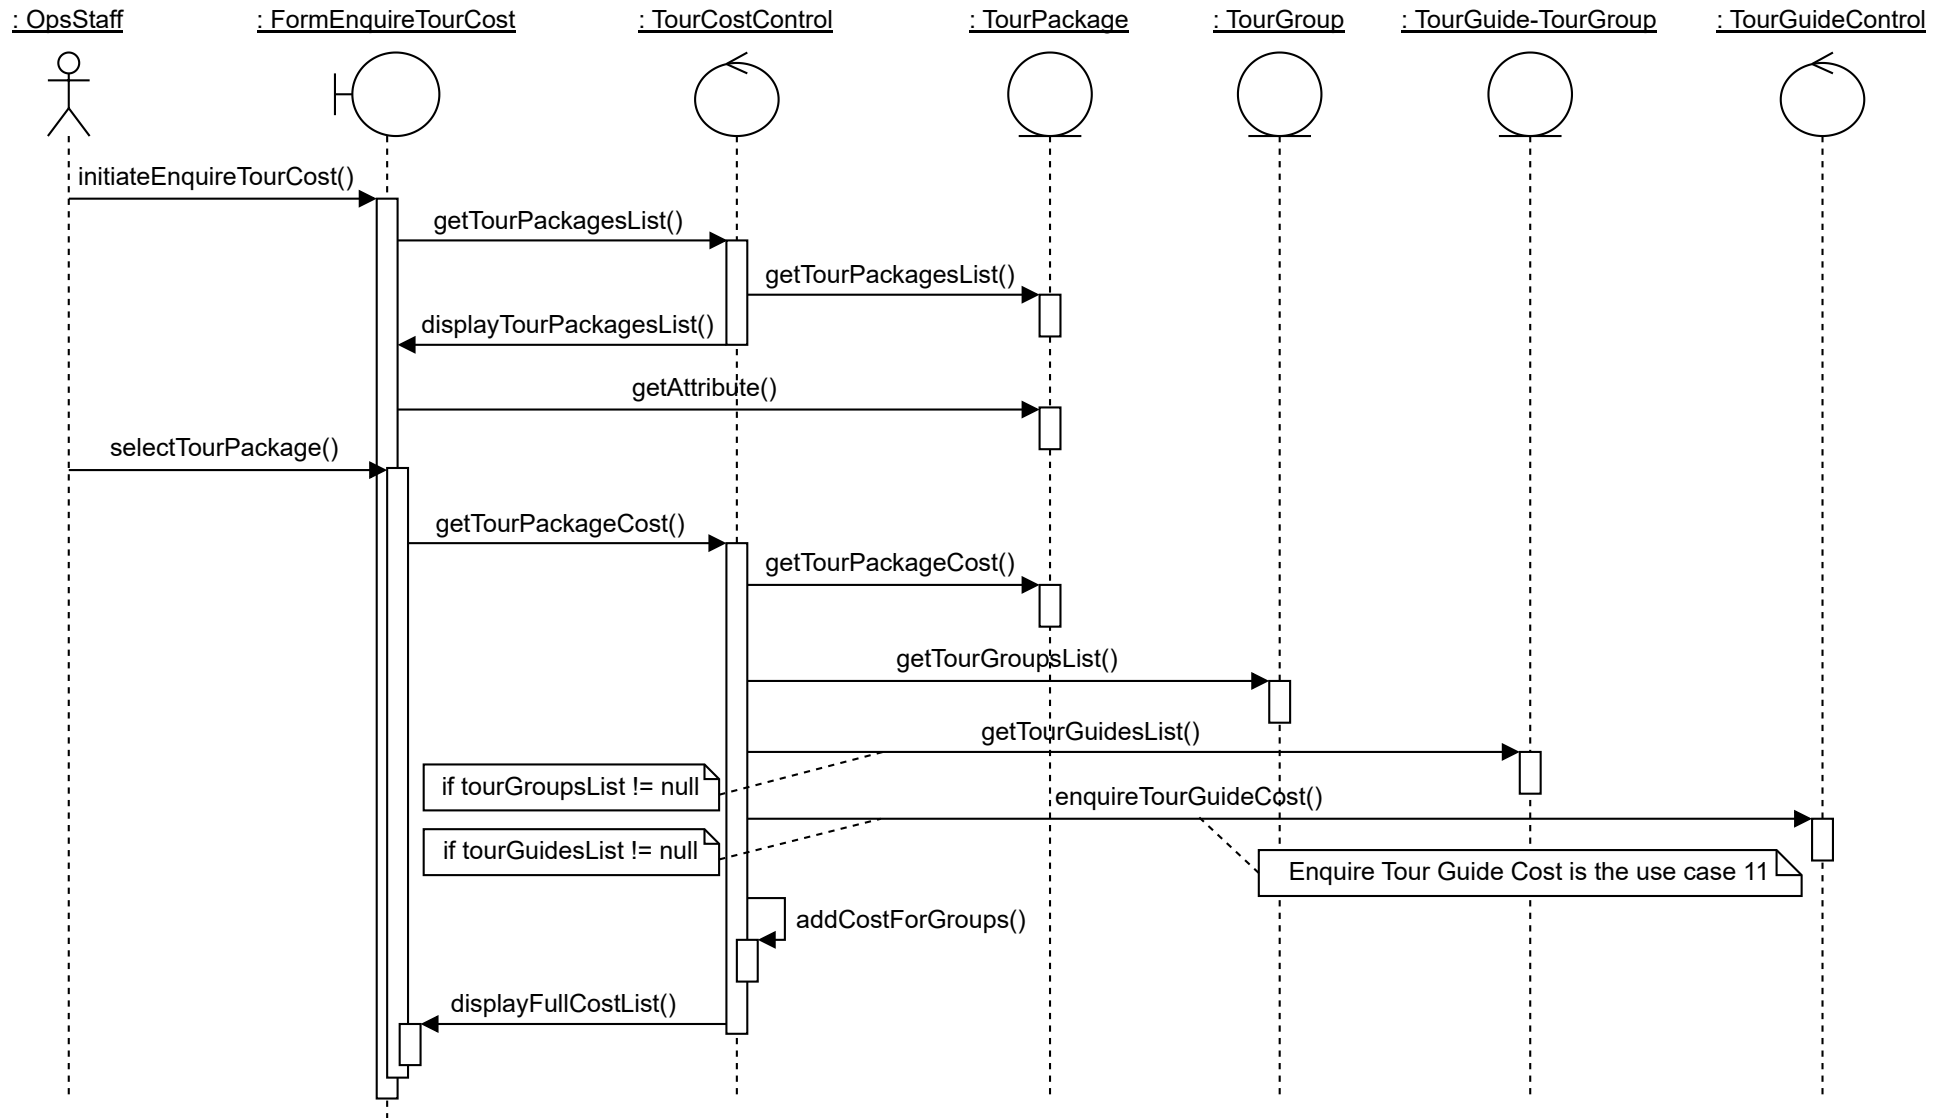 : OpsStaff
: FormEnquireTourCost
: TourCostControl
: TourPackage
: TourGroup
: TourGuide-TourGroup
: TourGuideControl
initiateEnquireTourCost()
getTourPackagesList()
getTourPackagesList()
displayTourPackagesList()
getAttribute()
selectTourPackage()
getTourPackageCost()
getTourPackageCost()
getTourGroupsList()
getTourGuidesList()
if tourGroupsList != null
enquireTourGuideCost()
if tourGuidesList != null
Enquire Tour Guide Cost is the use case 11
addCostForGroups()
displayFullCostList()